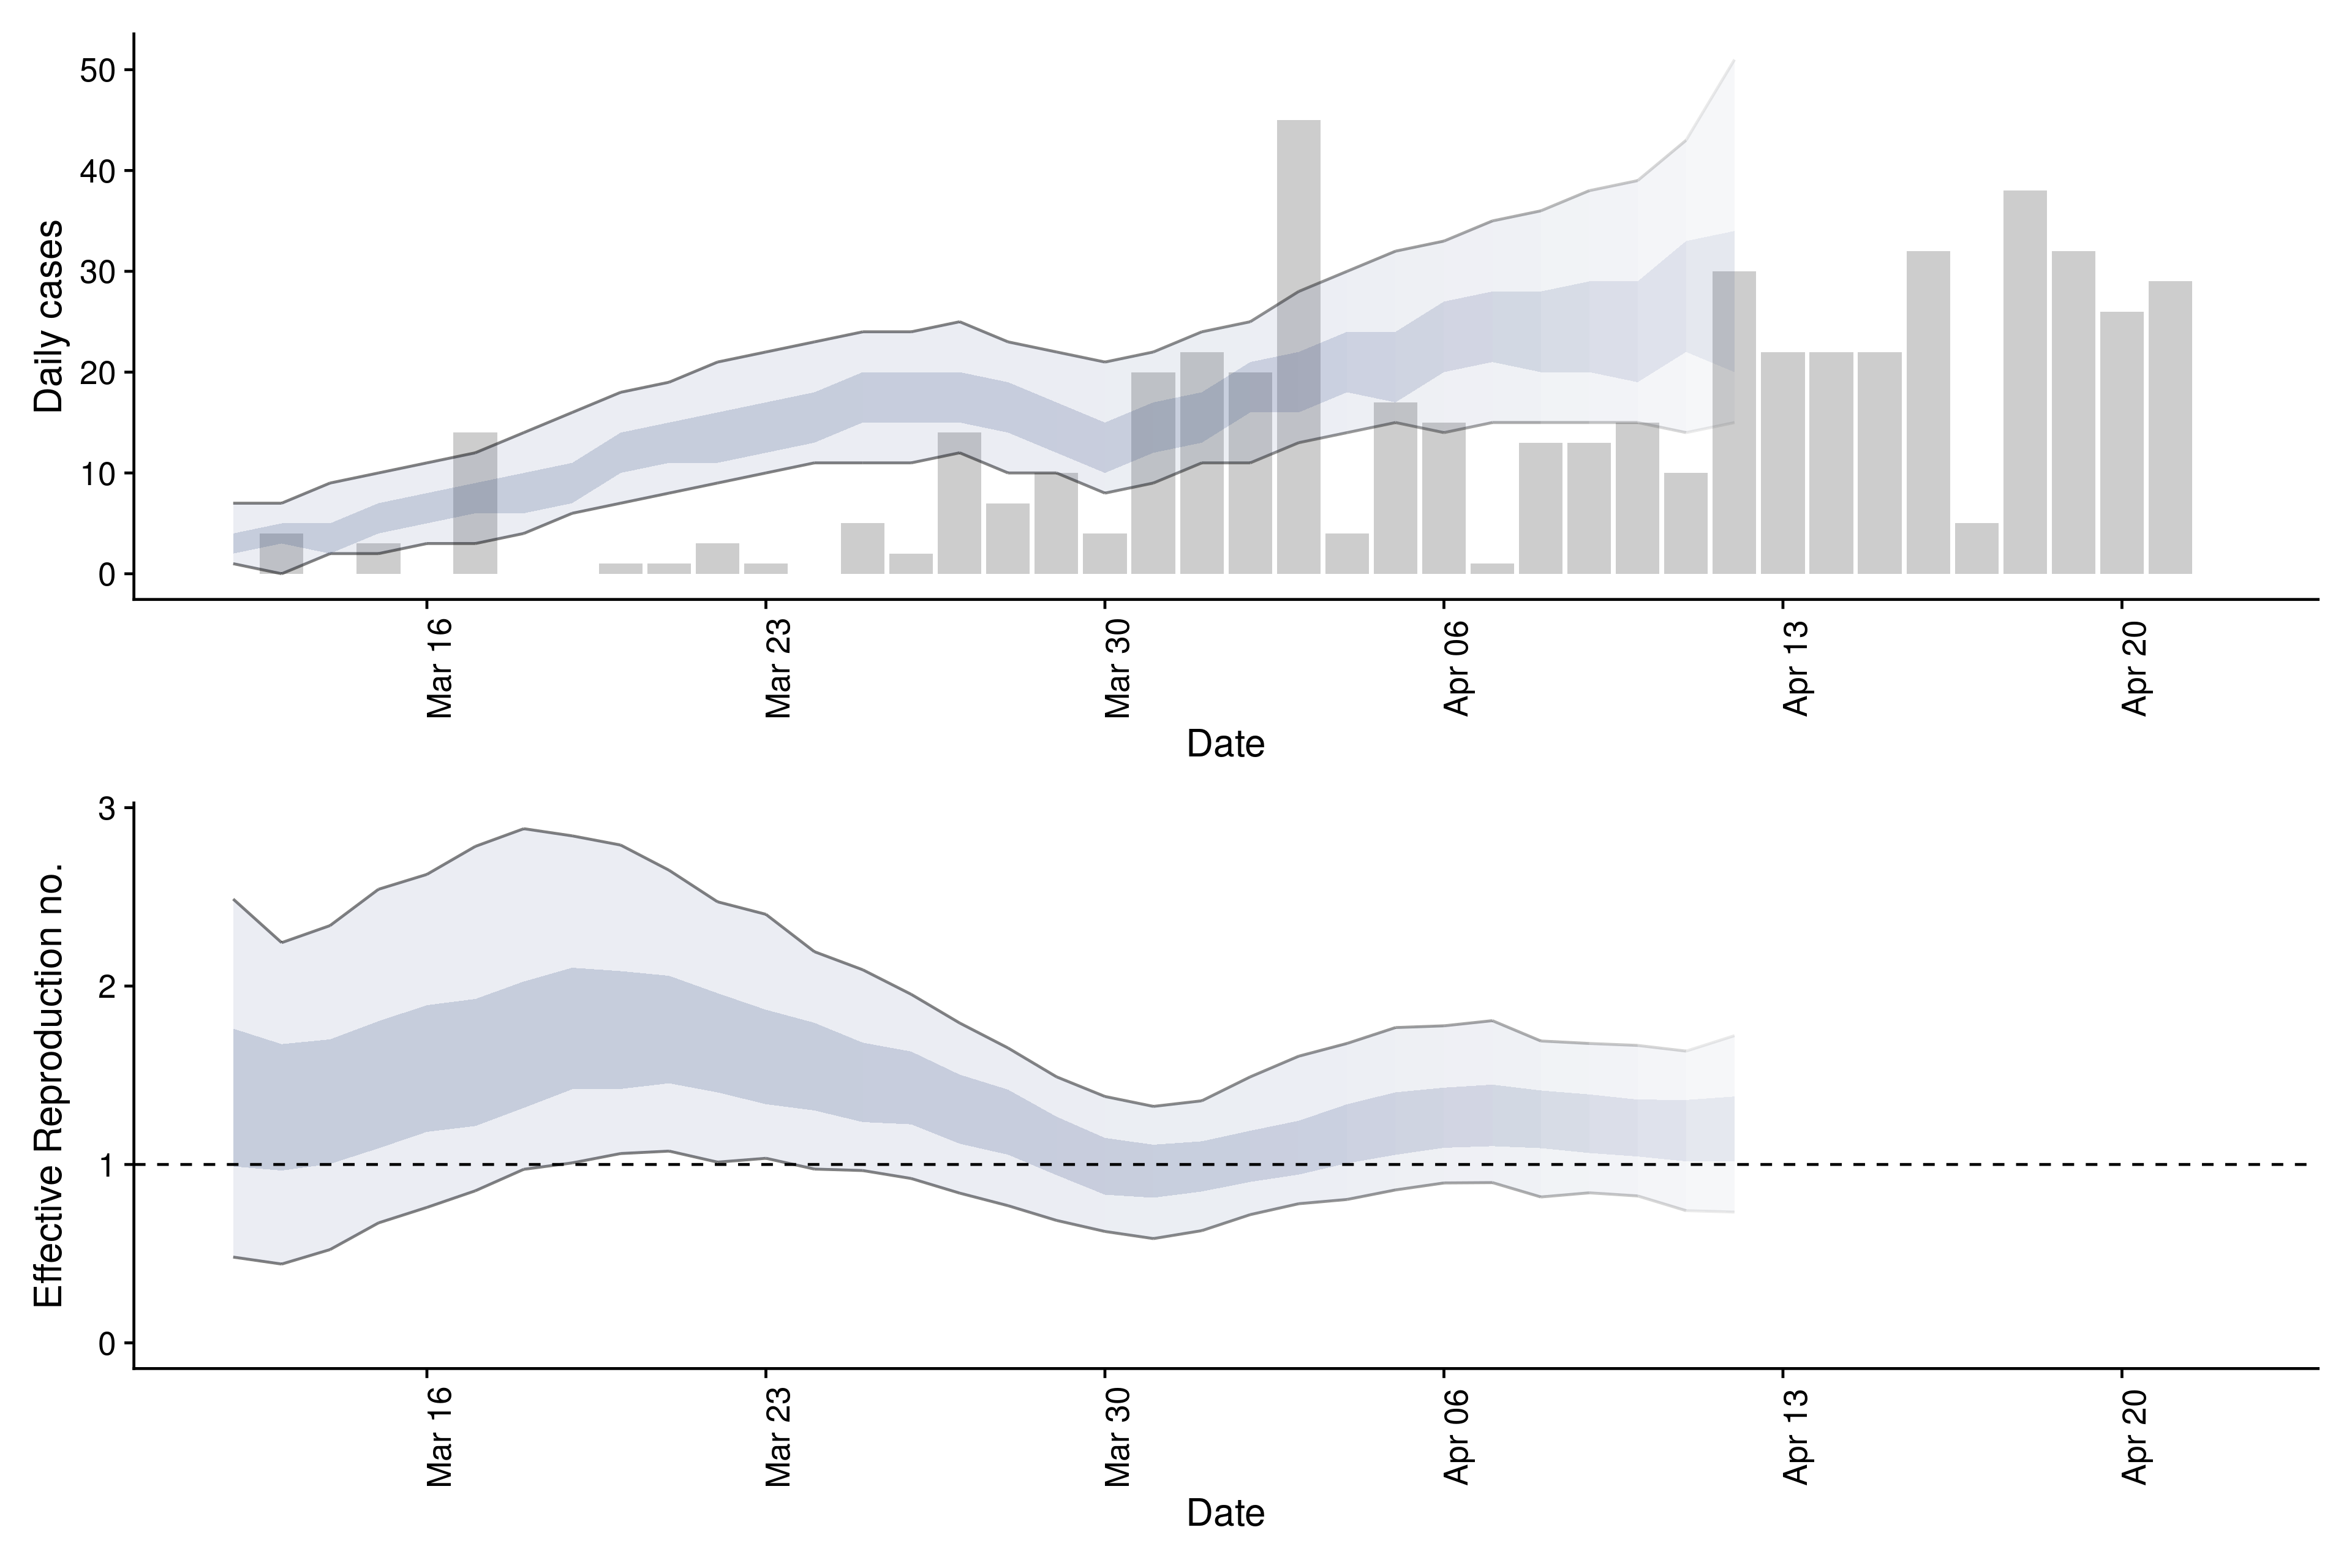 Daily cases
50
40
30
20
10
0
Mar 16
Mar 23
Mar 30
Apr 06
Apr 13
Apr 20
Date
Effective Reproduction no.
3
2
1
0
Mar 16
Mar 23
Mar 30
Apr 06
Apr 13
Apr 20
Date